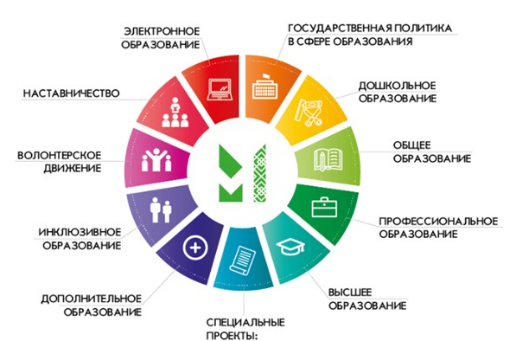 ЭЛЕКТРОННОЕ
ОБРАЗОВАНИЕ
ГОСУДАРСТВЕННАЯ ПОЛИТИКА
В СФЕРЕ ОБРАЗОВАНИЯ
ДОШКОЛЬНОЕ
ОБРАЗОВАНИЕ
ОБЩЕЕ
ОБРАЗОВАНИЕ
ПРОФЕССИОНАЛЬНОЕ
ОБРАЗОВАНИЕ
ВЫСШЕЕ
ОБРАЗОВАНИЕ
СПЕЦИАЛЬНЫЕ
ПРОЕКТЫ:
ДОПОЛНИТЕЛЬНОЕ
ОБРАЗОВАНИЕ
ИНКЛЮЗИВНОЕ
ОБРАЗОВАНИЕ
ВОЛОНТЕРСКОЕ
ДВИЖЕНИЕ
НАСТАВНИЧЕСТВО